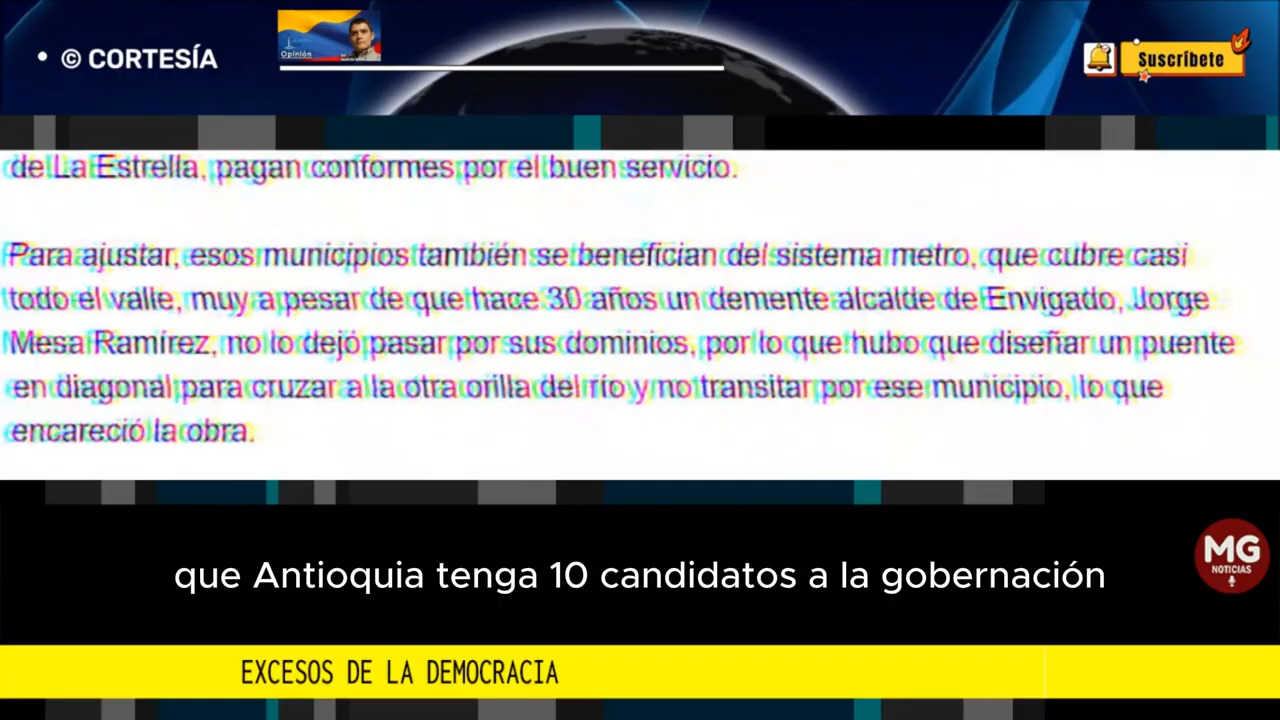 • © CORTESÍA
Opinión
Suscríbete
de La Estrella, pagan conformes por el buen servicio.
Para ajustar, esos municipios también se benefician del sistema metro, que cubre casi
todo el valle, muy a pesar de que hace 30 años un demente alcalde de Envigado, Jorge
Mesa Ramírez, no lo dejó pasar por sus dominios, por lo que hubo que diseñar un puente
en diagonal para cruzar a la otra orilla del río y no transitar por ese municipio, lo que
encareció la obra.
que Antioquia tenga 10 candidatos a la gobernación
MG
NOTICIAS
EXCESOS DE LA DEMOCRACIA